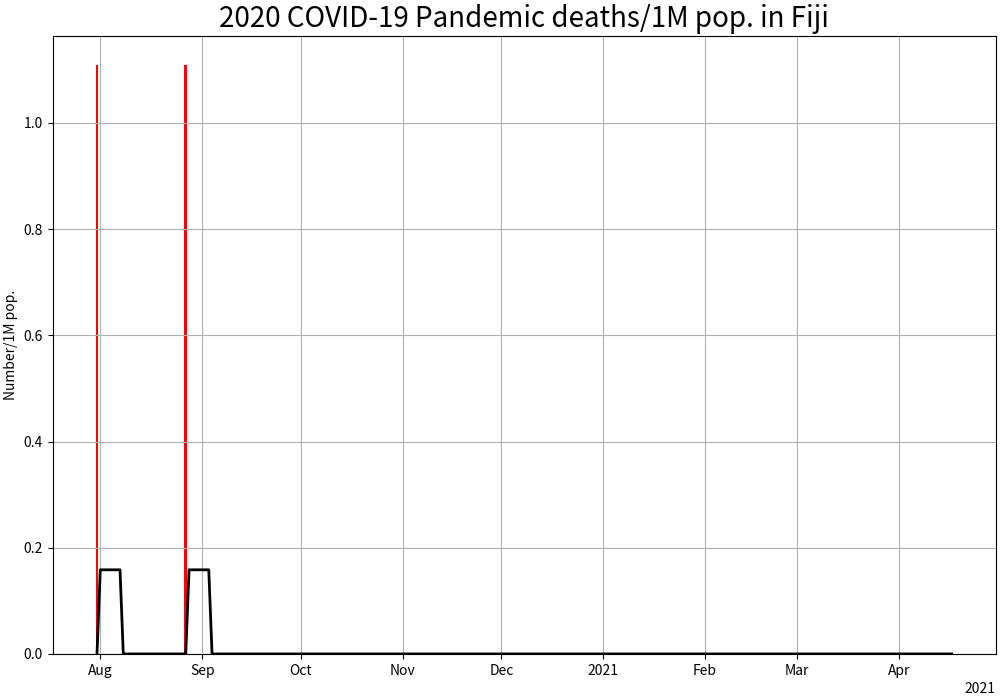 2020 COVID-19 Pandemic deaths/1M pop. in Fiji
Number/1M pop.
1.0
0.8
0.6
0.4
0.2
0.0
Aug Sep Oct Nov Dec 2021 Feb Mar Apr
2021